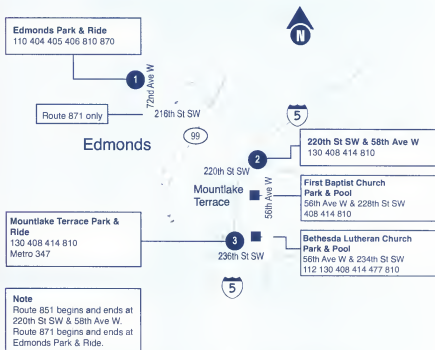 Edmonds Park & Ride
110 404 405 406 810 870
N
1
72nd Ave W
Route 871 only
216th St SW
Edmonds
99
5
220th St SW & 58th Ave W
130 408 414 810
2
220th St SW
Mountlake
Terrace
56th Ave W
First Baptist Church
Park & Pool
56th Ave W & 228th St SW
408 414 810
Mountlake Terrace Park &
Ride
130 408 414 810
Metro 347
3
236th St SW
Bethesda Lutheran Church
Park & Pool
56th Ave W & 234th St SW
112 130 408 414 477 810
5
Note
Route 851 begins and ends at
220th St SW & 58th Ave W.
Route 871 begins and ends at
Edmonds Park & Ride.